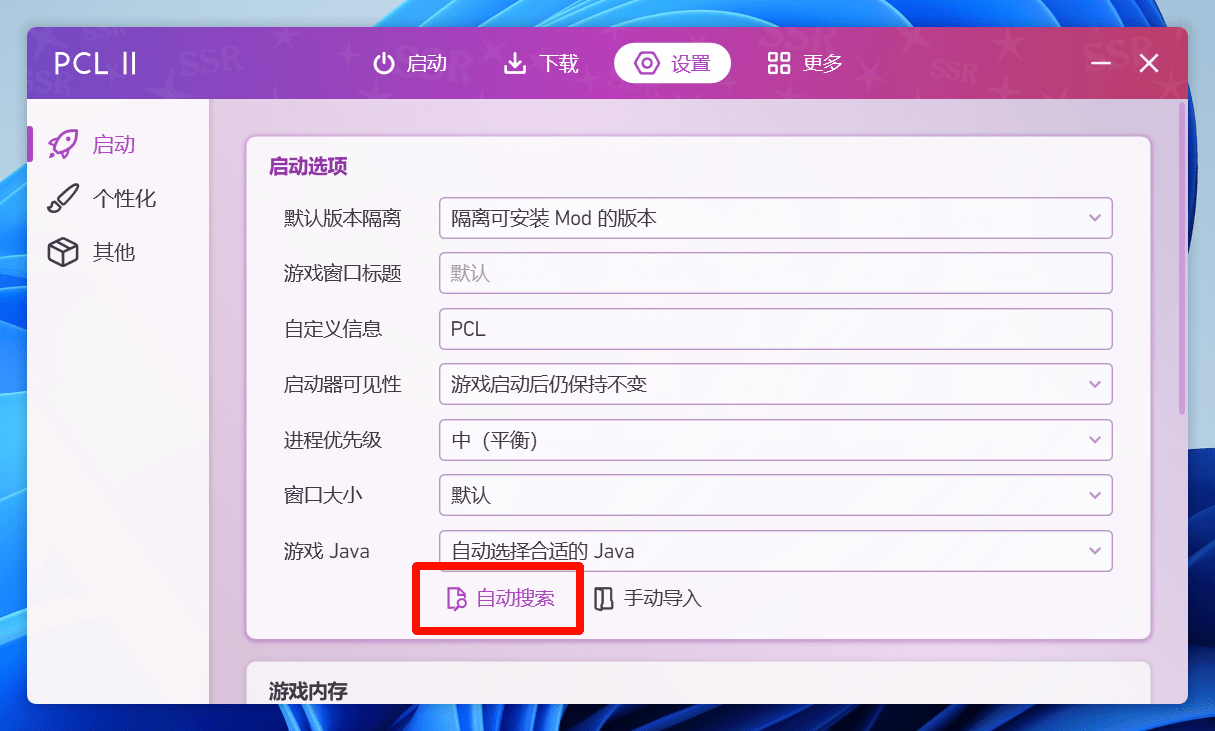 PCL II 启动 下载 设置 更多
SSR SSR SSR SSR SSR
启动
个性化
其他
启动选项
默认版本隔离 隔离可安装 Mod 的版本
游戏窗口标题 默认
自定义信息 PCL
启动器可见性 游戏启动后仍保持不变
进程优先级 中（平衡）
窗口大小 默认
游戏 Java 自动选择合适的 Java
自动搜索 手动导入
游戏内存